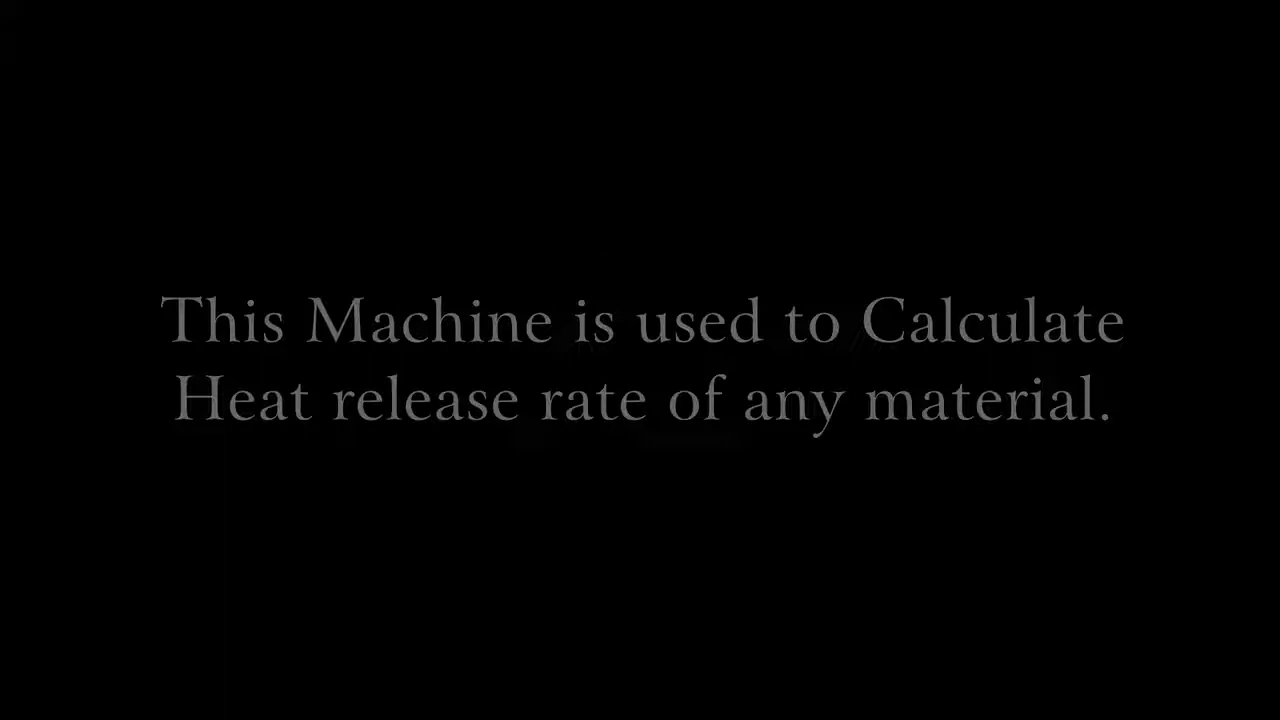 This Machine is used to Calculate
Heat release rate of any material.